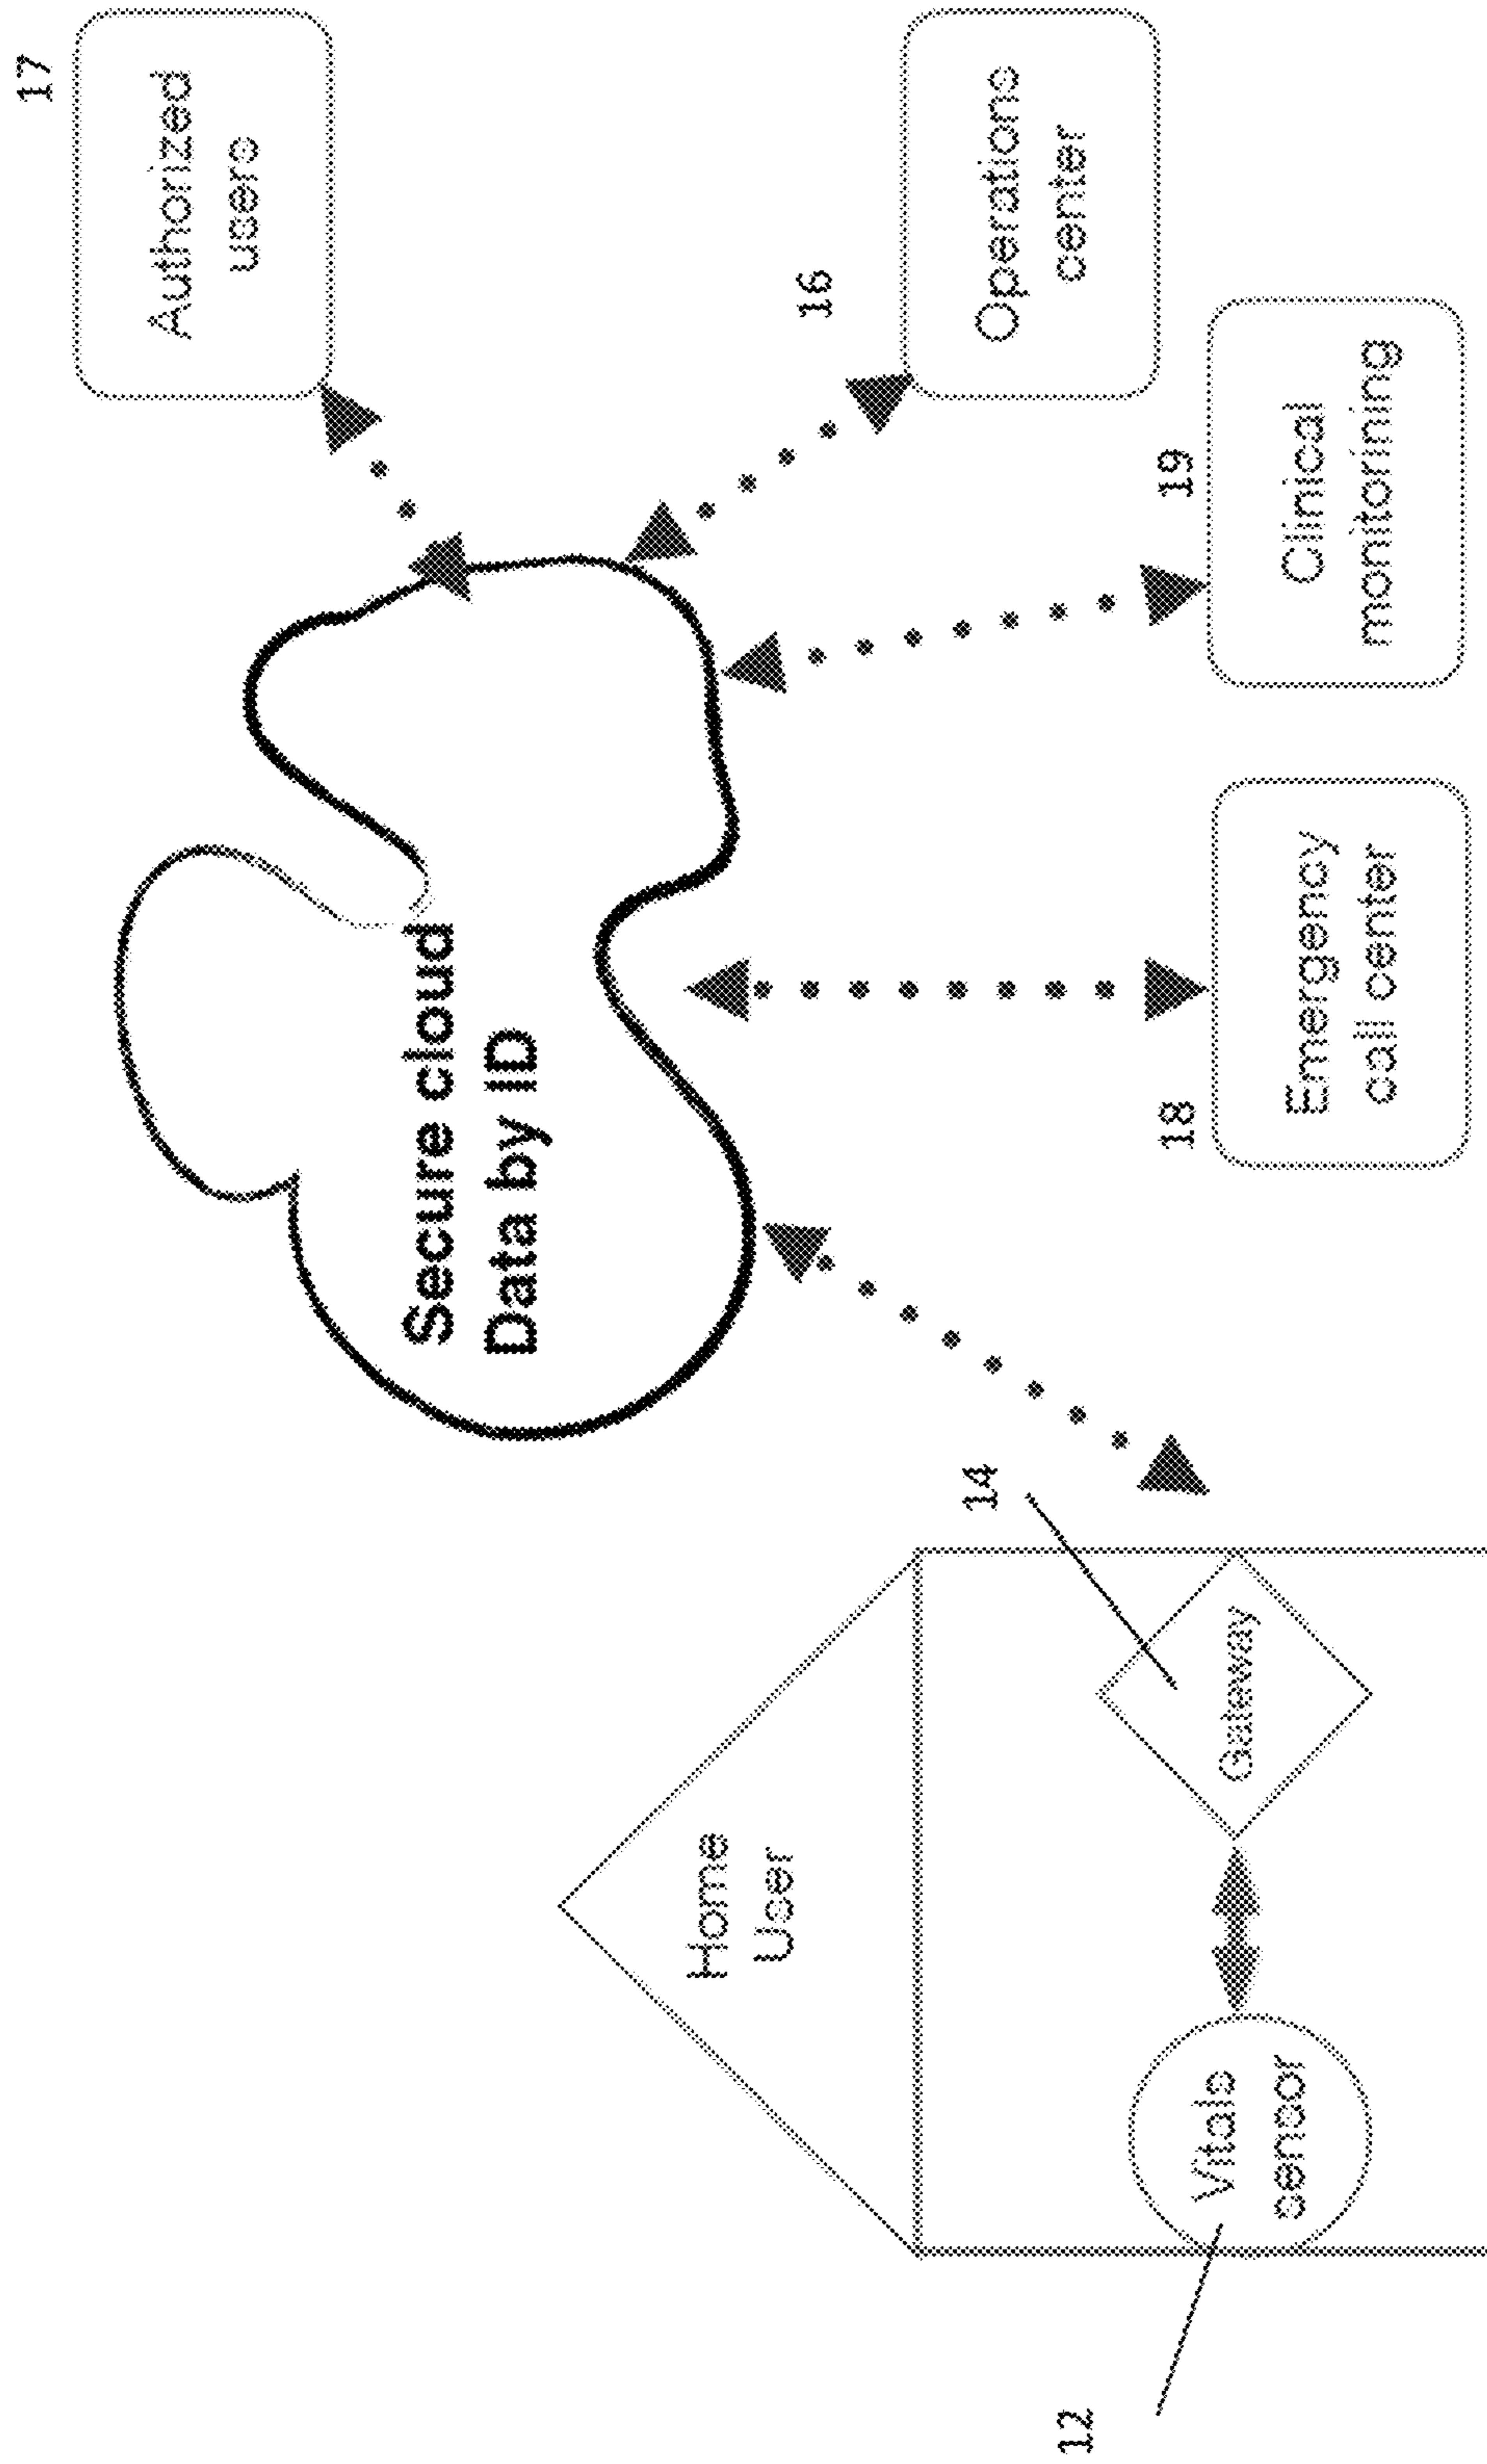 17
Authorized
users
Secure cloud
Data by ID
16
Operations
center
19
Clinical
monitorining
18
Emergency
call center
14
Home
User
Gateway
Vitals
sensor
12